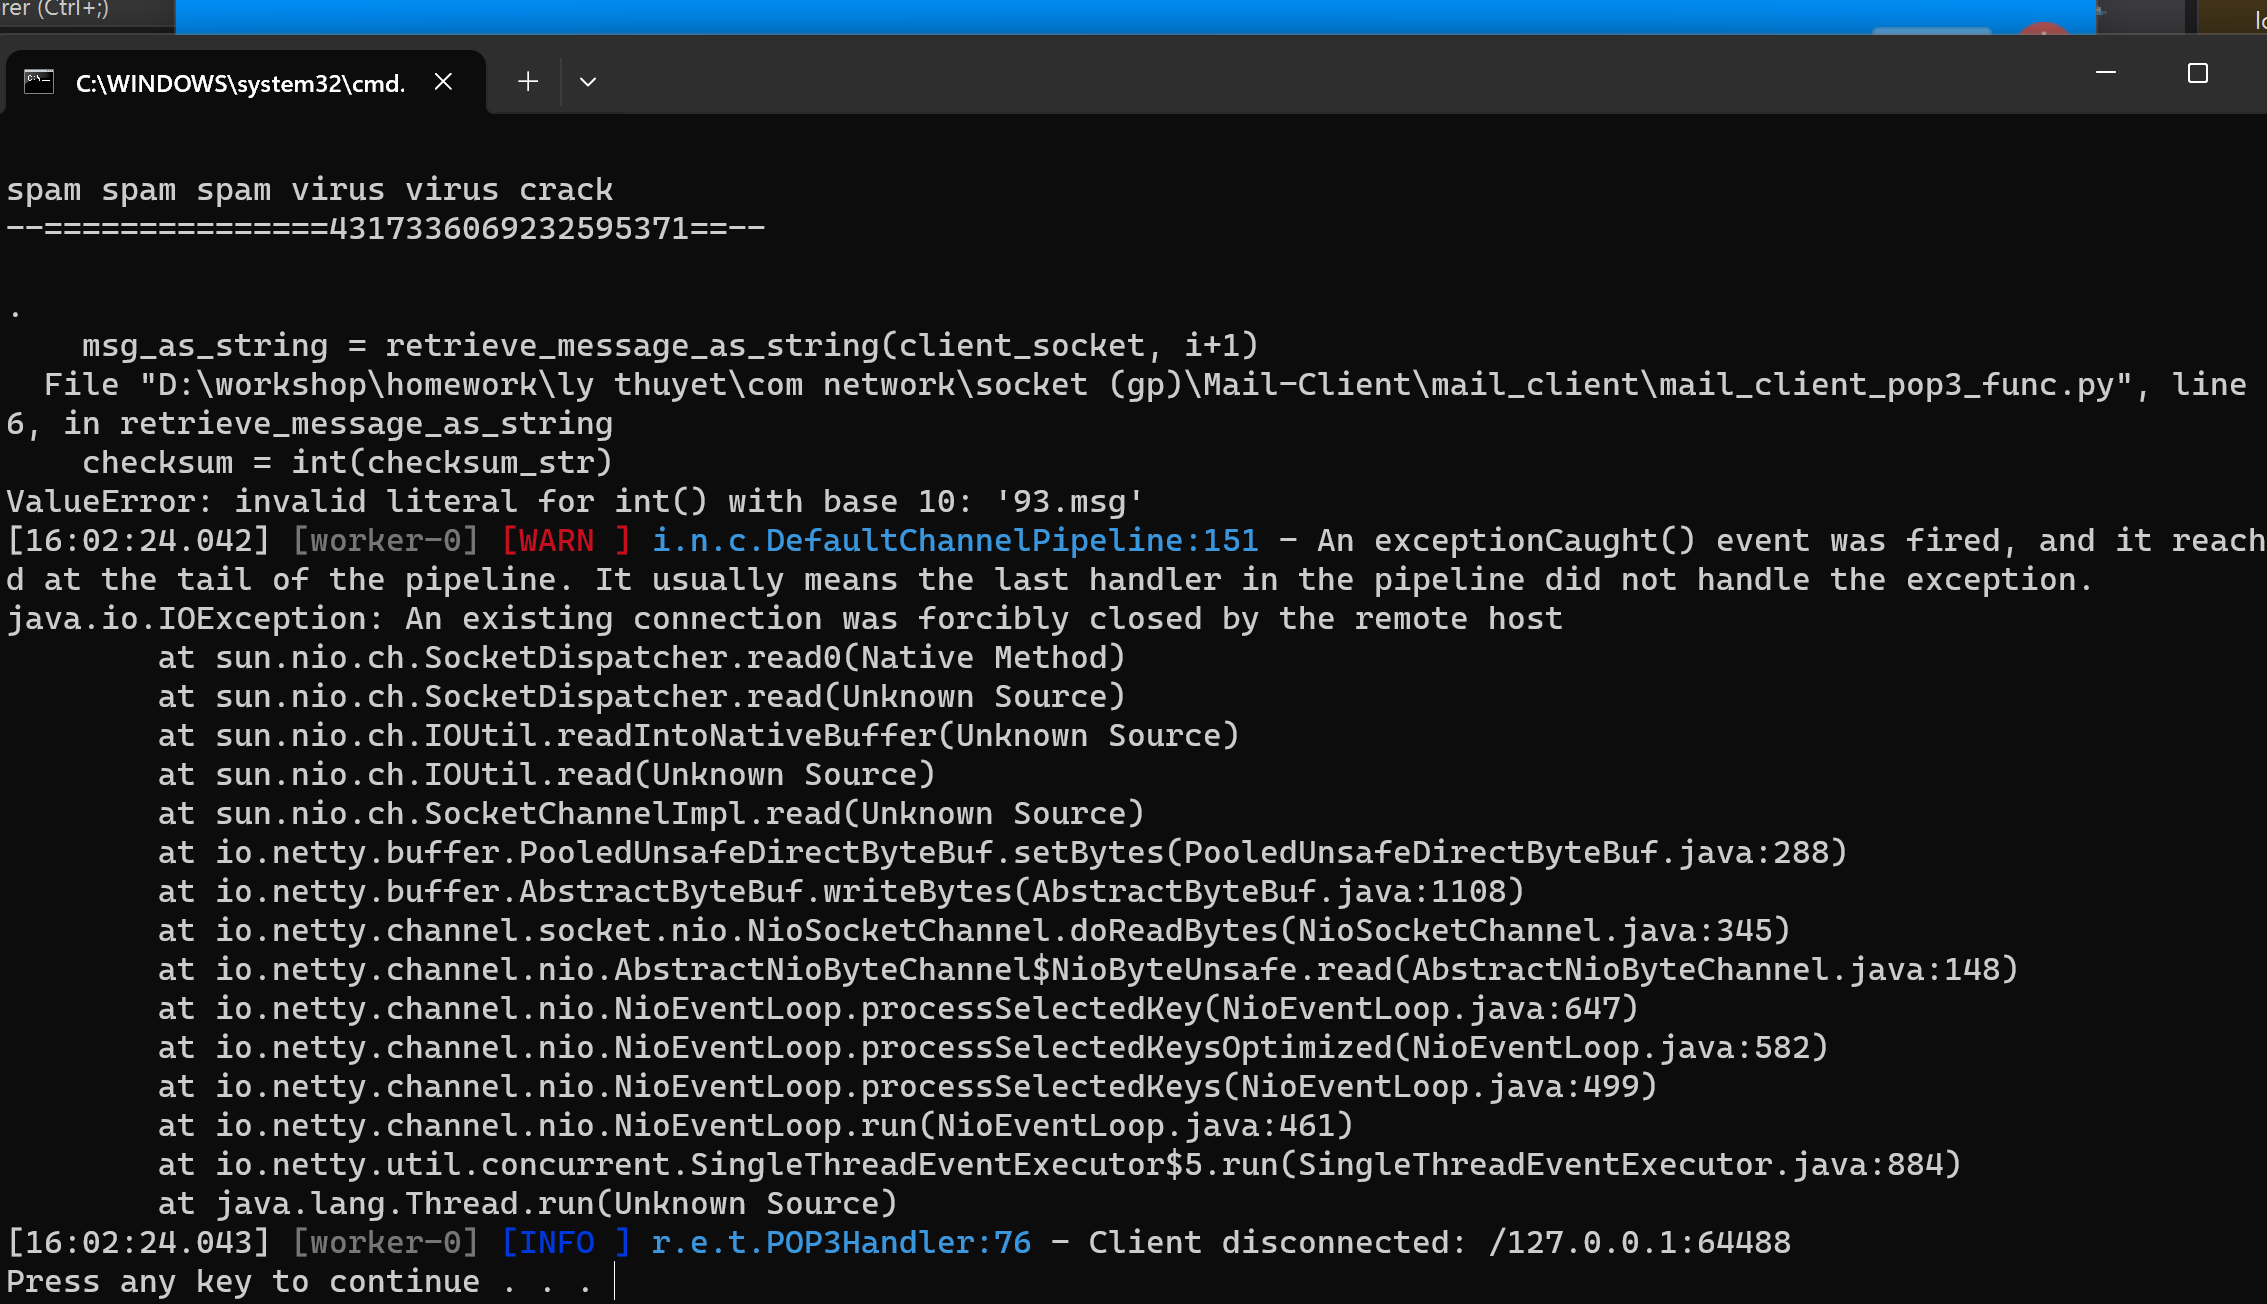 rer (Ctrl+;)
C:\WINDOWS\system32\cmd.
spam spam spam virus virus crack
--===============4317336069232595371==--
.
    msg_as_string = retrieve_message_as_string(client_socket, i+1)
  File "D:\workshop\homework\ly thuyet\com network\socket (gp)\Mail-Client\mail_client\mail_client_pop3_func.py", line
6, in retrieve_message_as_string
    checksum = int(checksum_str)
ValueError: invalid literal for int() with base 10: '93.msg'
[16:02:24.042] [worker-0] [WARN ] i.n.c.DefaultChannelPipeline:151 - An exceptionCaught() event was fired, and it reach
d at the tail of the pipeline. It usually means the last handler in the pipeline did not handle the exception.
java.io.IOException: An existing connection was forcibly closed by the remote host
        at sun.nio.ch.SocketDispatcher.read0(Native Method)
        at sun.nio.ch.SocketDispatcher.read(Unknown Source)
        at sun.nio.ch.IOUtil.readIntoNativeBuffer(Unknown Source)
        at sun.nio.ch.IOUtil.read(Unknown Source)
        at sun.nio.ch.SocketChannelImpl.read(Unknown Source)
        at io.netty.buffer.PooledUnsafeDirectByteBuf.setBytes(PooledUnsafeDirectByteBuf.java:288)
        at io.netty.buffer.AbstractByteBuf.writeBytes(AbstractByteBuf.java:1108)
        at io.netty.channel.socket.nio.NioSocketChannel.doReadBytes(NioSocketChannel.java:345)
        at io.netty.channel.nio.AbstractNioByteChannel$NioByteUnsafe.read(AbstractNioByteChannel.java:148)
        at io.netty.channel.nio.NioEventLoop.processSelectedKey(NioEventLoop.java:647)
        at io.netty.channel.nio.NioEventLoop.processSelectedKeysOptimized(NioEventLoop.java:582)
        at io.netty.channel.nio.NioEventLoop.processSelectedKeys(NioEventLoop.java:499)
        at io.netty.channel.nio.NioEventLoop.run(NioEventLoop.java:461)
        at io.netty.util.concurrent.SingleThreadEventExecutor$5.run(SingleThreadEventExecutor.java:884)
        at java.lang.Thread.run(Unknown Source)
[16:02:24.043] [worker-0] [INFO ] r.e.t.POP3Handler:76 - Client disconnected: /127.0.0.1:64488
Press any key to continue . . .